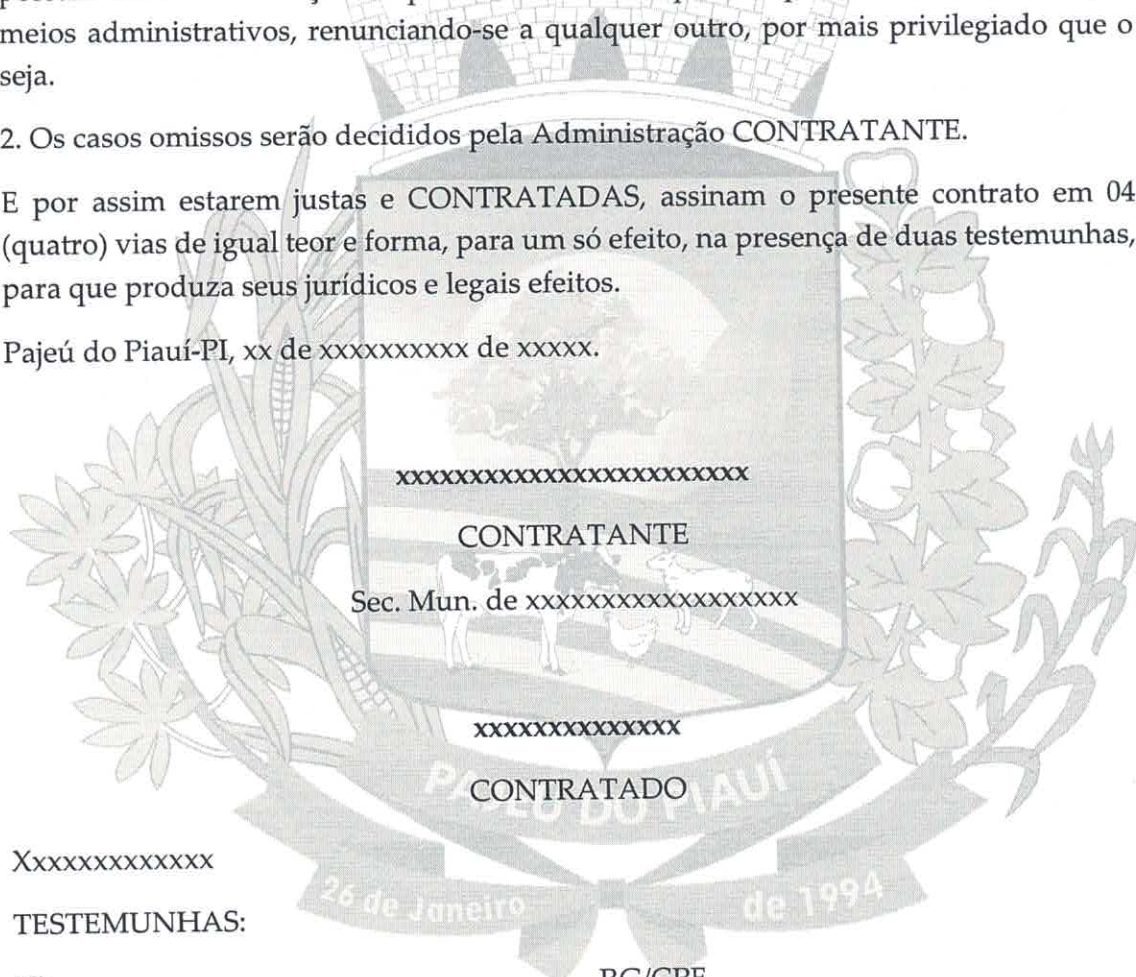 meios administrativos, renunciando-se a qualquer outro, por mais privilegiado que o
seja.
2. Os casos omissos serão decididos pela Administração CONTRATANTE.
E por assim estarem justas e CONTRATADAS, assinam o presente contrato em 04
(quatro) vias de igual teor e forma, para um só efeito, na presença de duas testemunhas,
para que produza seus jurídicos e legais efeitos.
Pajeú do Piauí-PI, xx de xxxxxxxxxx de xxxxx.
xxxxxxxxxxxxxxxxxxxxxxxx
CONTRATANTE
Sec. Mun. de xxxxxxxxxxxxxxxxxx
xxxxxxxxxxxxxx
CONTRATADO
PAJEÚ DO PIAUÍ
Xxxxxxxxxxxxx
26 de Janeiro de 1994
TESTEMUNHAS:
RG/CPF